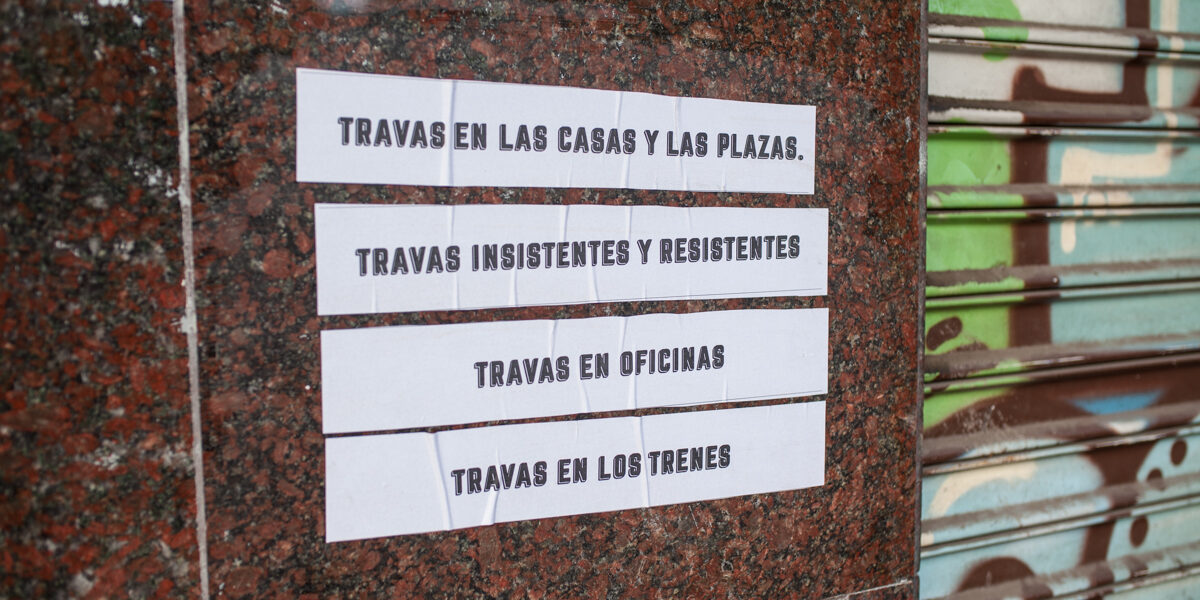 TRAVAS EN LAS CASAS Y LAS PLAZAS.
TRAVAS INSISTENTES Y RESISTENTES
TRAVAS EN OFICINAS
TRAVAS EN LOS TRENES